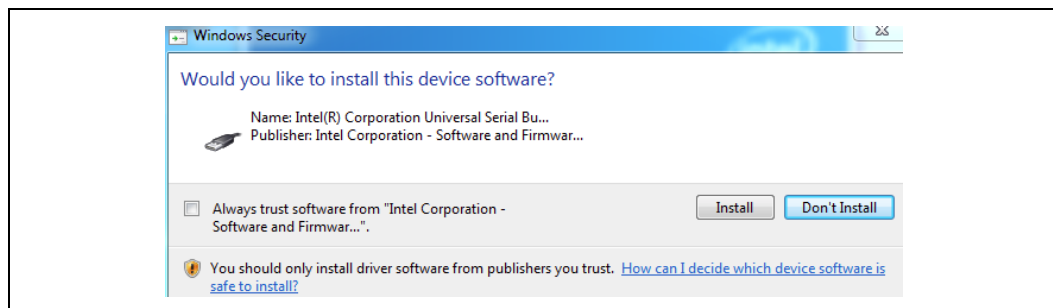 Windows Security
Would you like to install this device software?
Name: Intel(R) Corporation Universal Serial Bu...
Publisher: Intel Corporation - Software and Firmwar...
Always trust software from "Intel Corporation -
Software and Firmwar...".
Install
Don't Install
You should only install driver software from publishers you trust. How can I decide which device software is
safe to install?